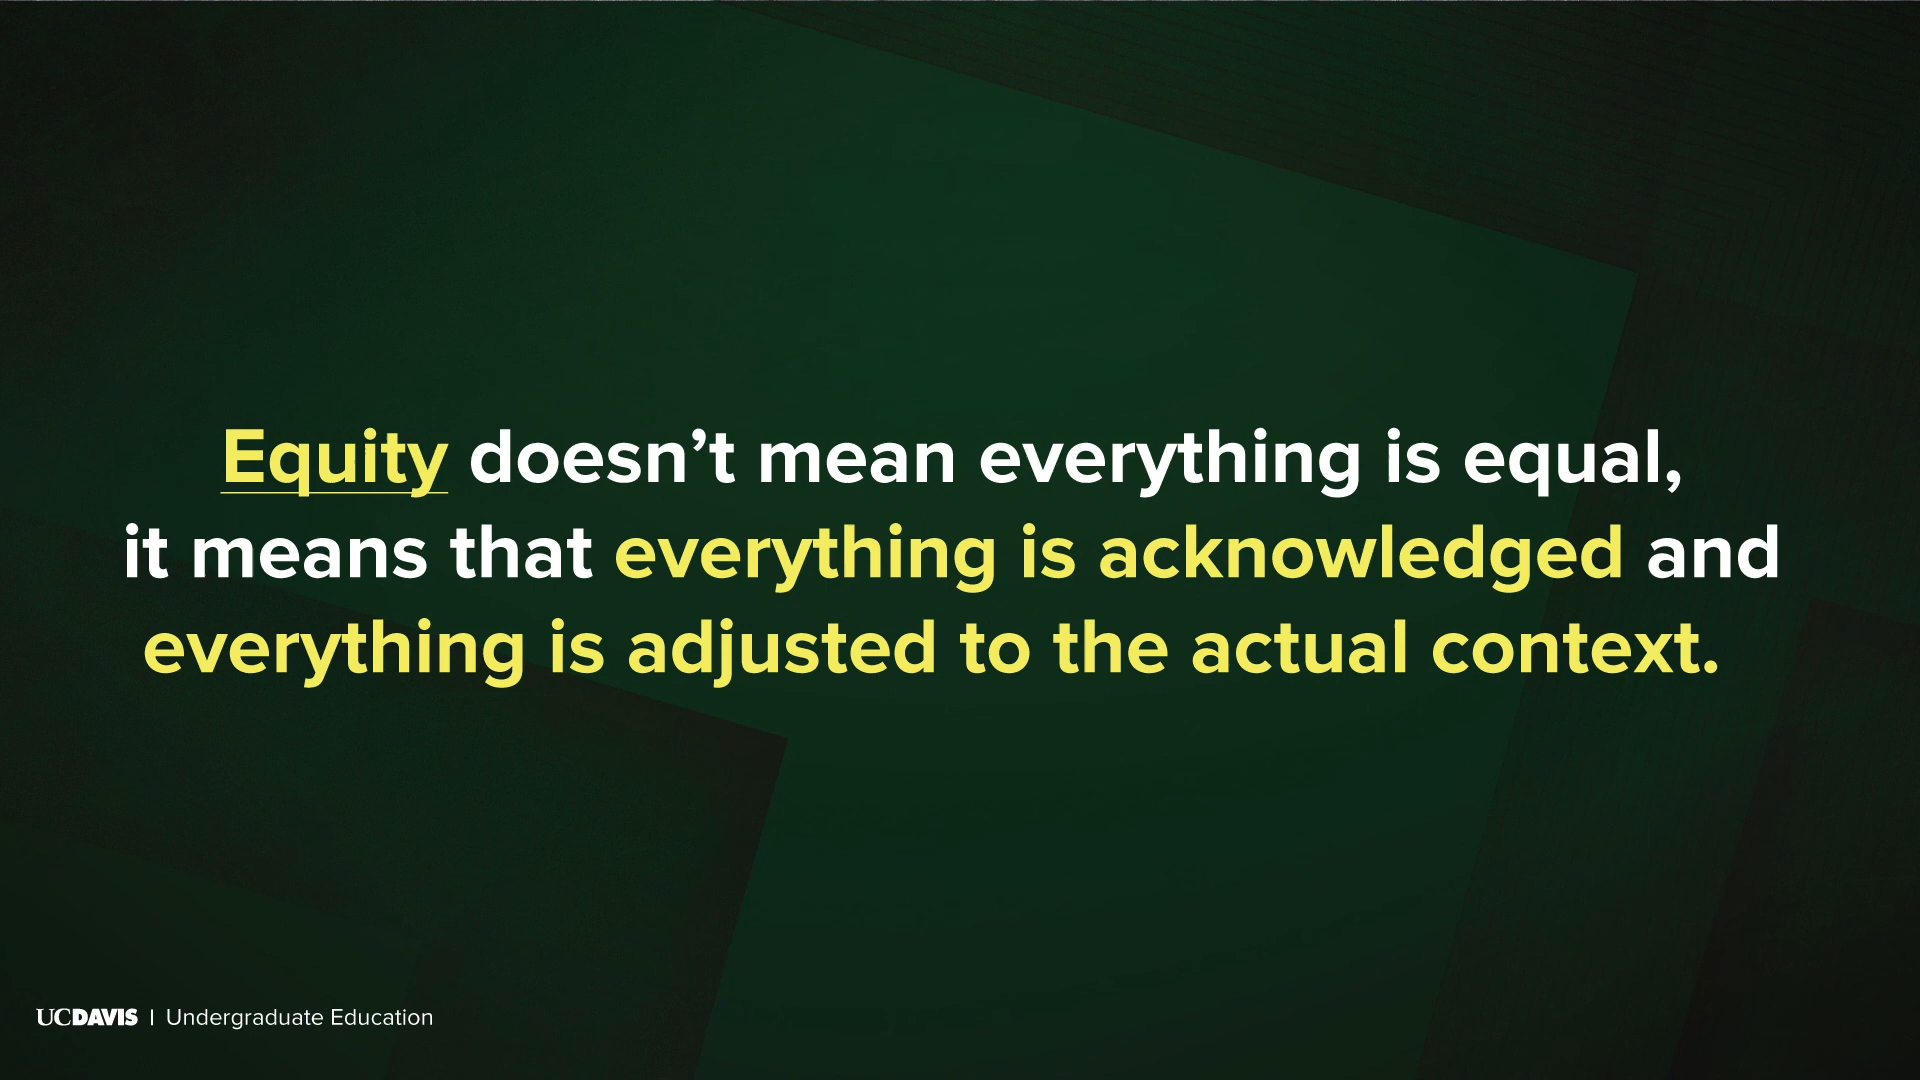 Equity doesn’t mean everything is equal,
it means that everything is acknowledged and
everything is adjusted to the actual context.
UCDAVIS | Undergraduate Education